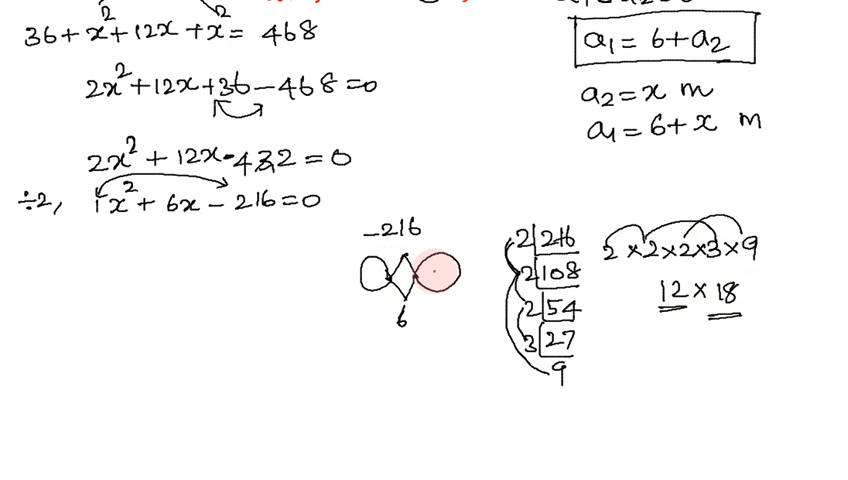 36 + x² + 12x + x² = 468
a₁ = 6 + a₂
2x² + 12x + 36 - 468 = 0
a₂ = x m
a₁ = 6 + x m
2x² + 12x - 432 = 0
÷2, 1x² + 6x - 216 = 0
-216
6
2 | 216
2 | 108
2 | 54
3 | 27
9
2 × 2 × 2 × 3 × 9
12 × 18